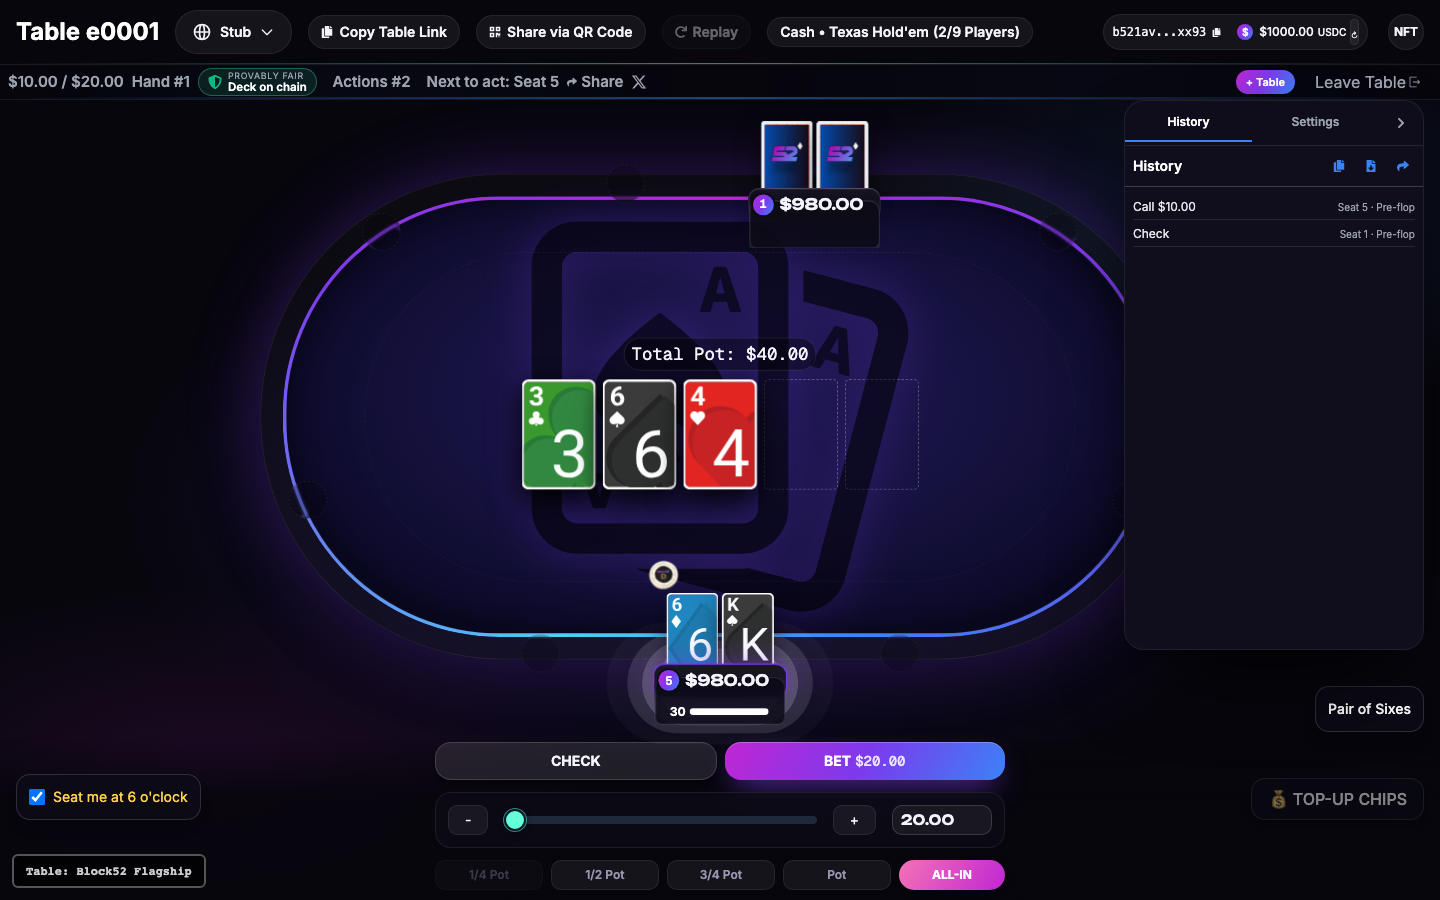 Table e0001
Stub
Copy Table Link
Share via QR Code
Replay
Cash • Texas Hold'em (2/9 Players)
b521av...xx93
$ $1000.00 USDC
NFT
$10.00 / $20.00 Hand #1
PROVABLY FAIR
Deck on chain
Actions #2
Next to act: Seat 5
Share
+ Table
Leave Table
History
Settings
History
Call $10.00
Seat 5 · Pre-flop
Check
Seat 1 · Pre-flop
52
52
1 $980.00
A
A
Total Pot: $40.00
3
3
6
6
4
4
D
6
6
K
K
5 $980.00
30
Pair of Sixes
CHECK
BET $20.00
Seat me at 6 o'clock
-
+
20.00
TOP-UP CHIPS
Table: Block52 Flagship
1/4 Pot
1/2 Pot
3/4 Pot
Pot
ALL-IN